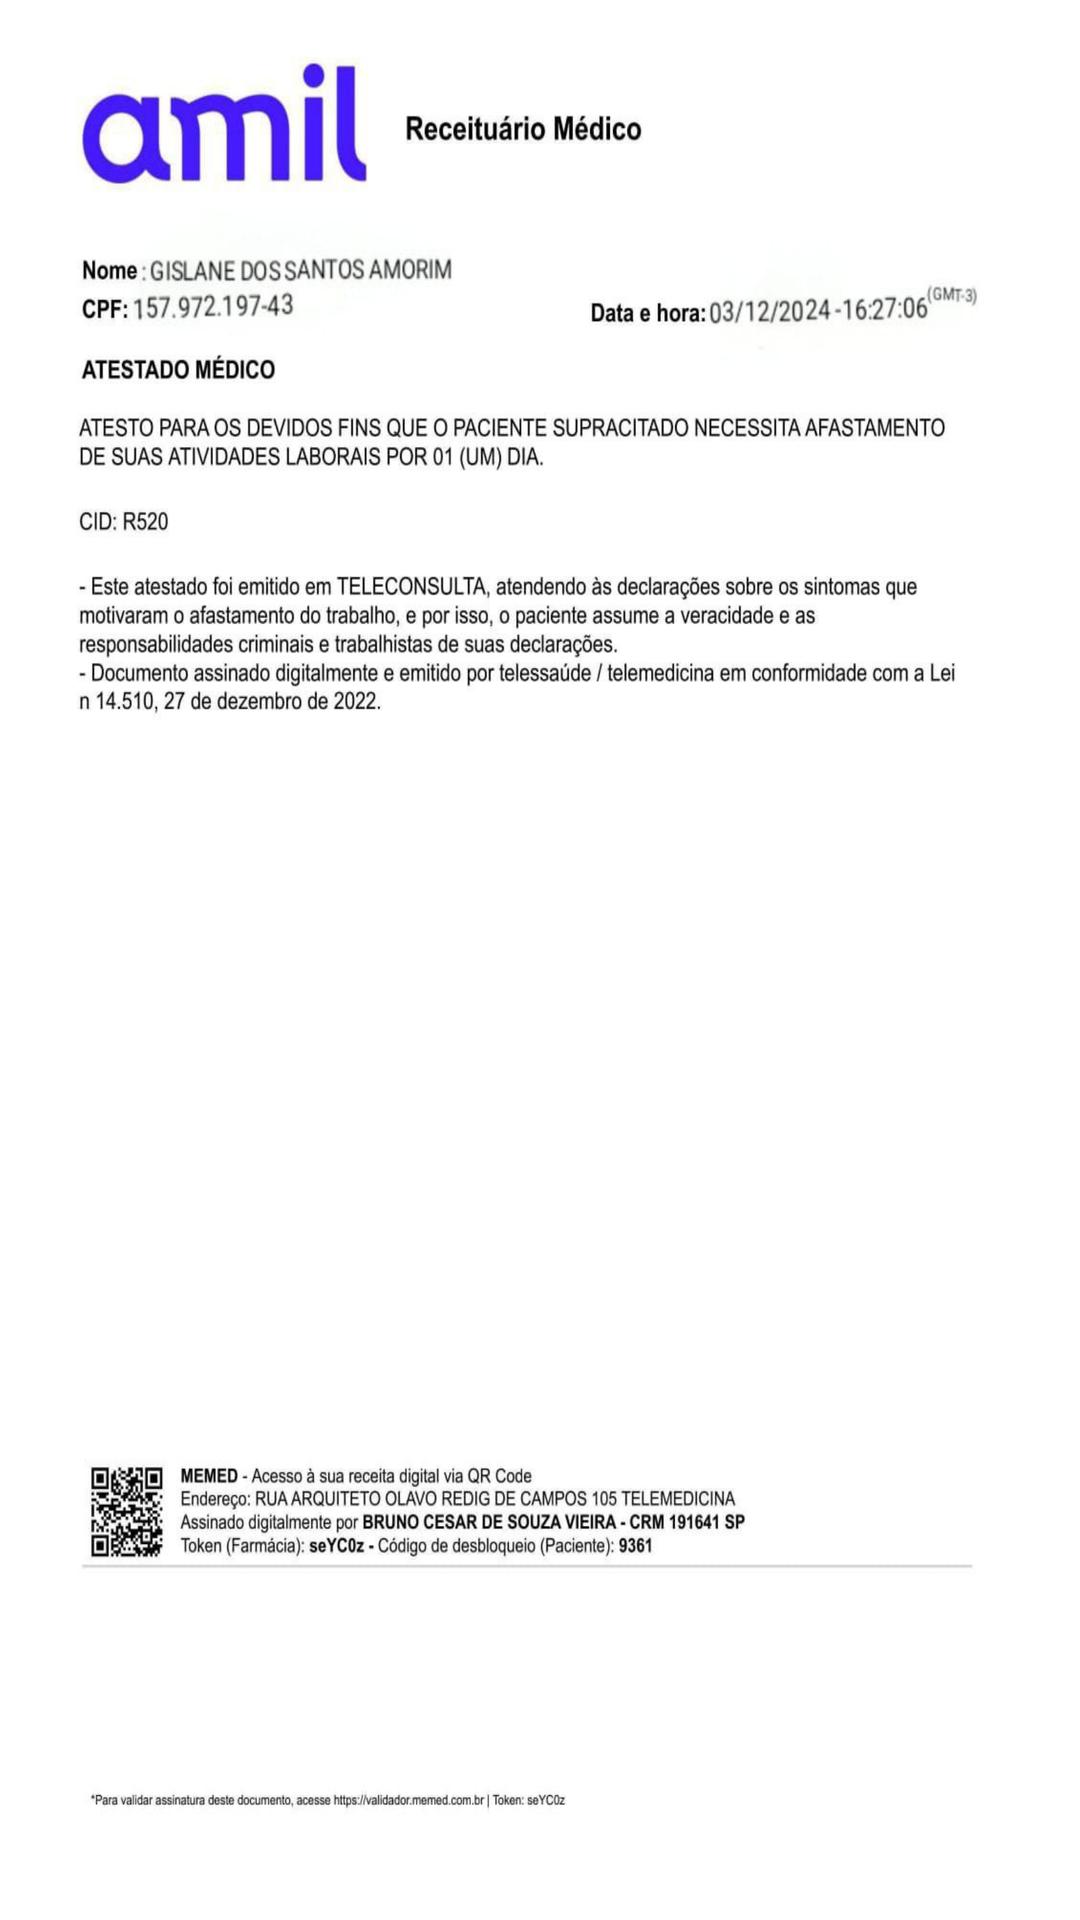 amil
Receituário Médico
Nome : GISLANE DOS SANTOS AMORIM
CPF: 157.972.197-43
Data e hora: 03/12/2024 -16:27:06 (GMT-3)
ATESTADO MÉDICO
ATESTO PARA OS DEVIDOS FINS QUE O PACIENTE SUPRACITADO NECESSITA AFASTAMENTO
DE SUAS ATIVIDADES LABORAIS POR 01 (UM) DIA.
CID: R520
- Este atestado foi emitido em TELECONSULTA, atendendo às declarações sobre os sintomas que
motivaram o afastamento do trabalho, e por isso, o paciente assume a veracidade e as
responsabilidades criminais e trabalhistas de suas declarações.
- Documento assinado digitalmente e emitido por telessaúde / telemedicina em conformidade com a Lei
n 14.510, 27 de dezembro de 2022.
MEMED - Acesso à sua receita digital via QR Code
Endereço: RUA ARQUITETO OLAVO REDIG DE CAMPOS 105 TELEMEDICINA
Assinado digitalmente por BRUNO CESAR DE SOUZA VIEIRA - CRM 191641 SP
Token (Farmácia): seYC0z - Código de desbloqueio (Paciente): 9361
*Para validar assinatura deste documento, acesse https://validador.memed.com.br | Token: seYC0z